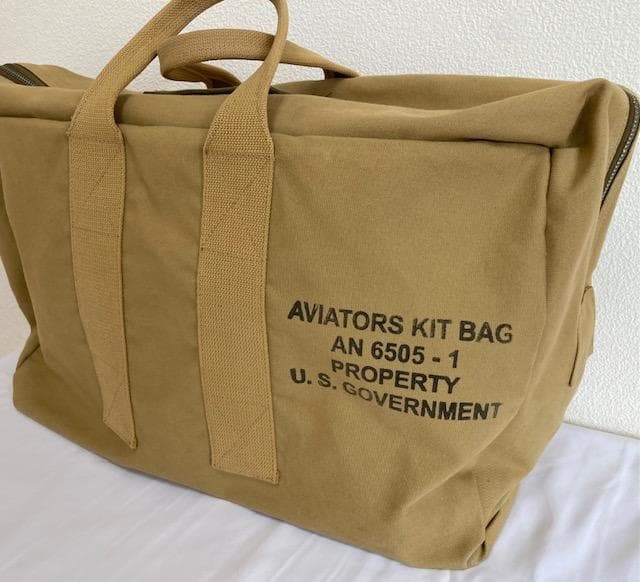 AVIATORS KIT BAG
AN 6505 - 1
PROPERTY
U. S. GOVERNMENT